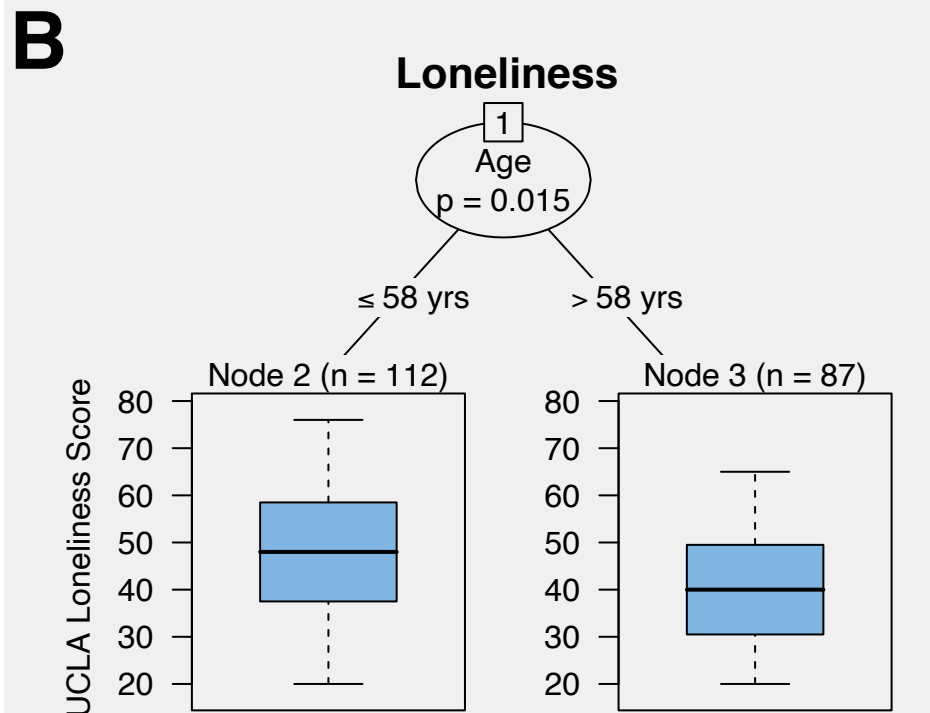 B
Loneliness
1
Age
p = 0.015
≤ 58 yrs
> 58 yrs
Node 2 (n = 112)
Node 3 (n = 87)
UCLA Loneliness Score
80
70
60
50
40
30
20
80
70
60
50
40
30
20